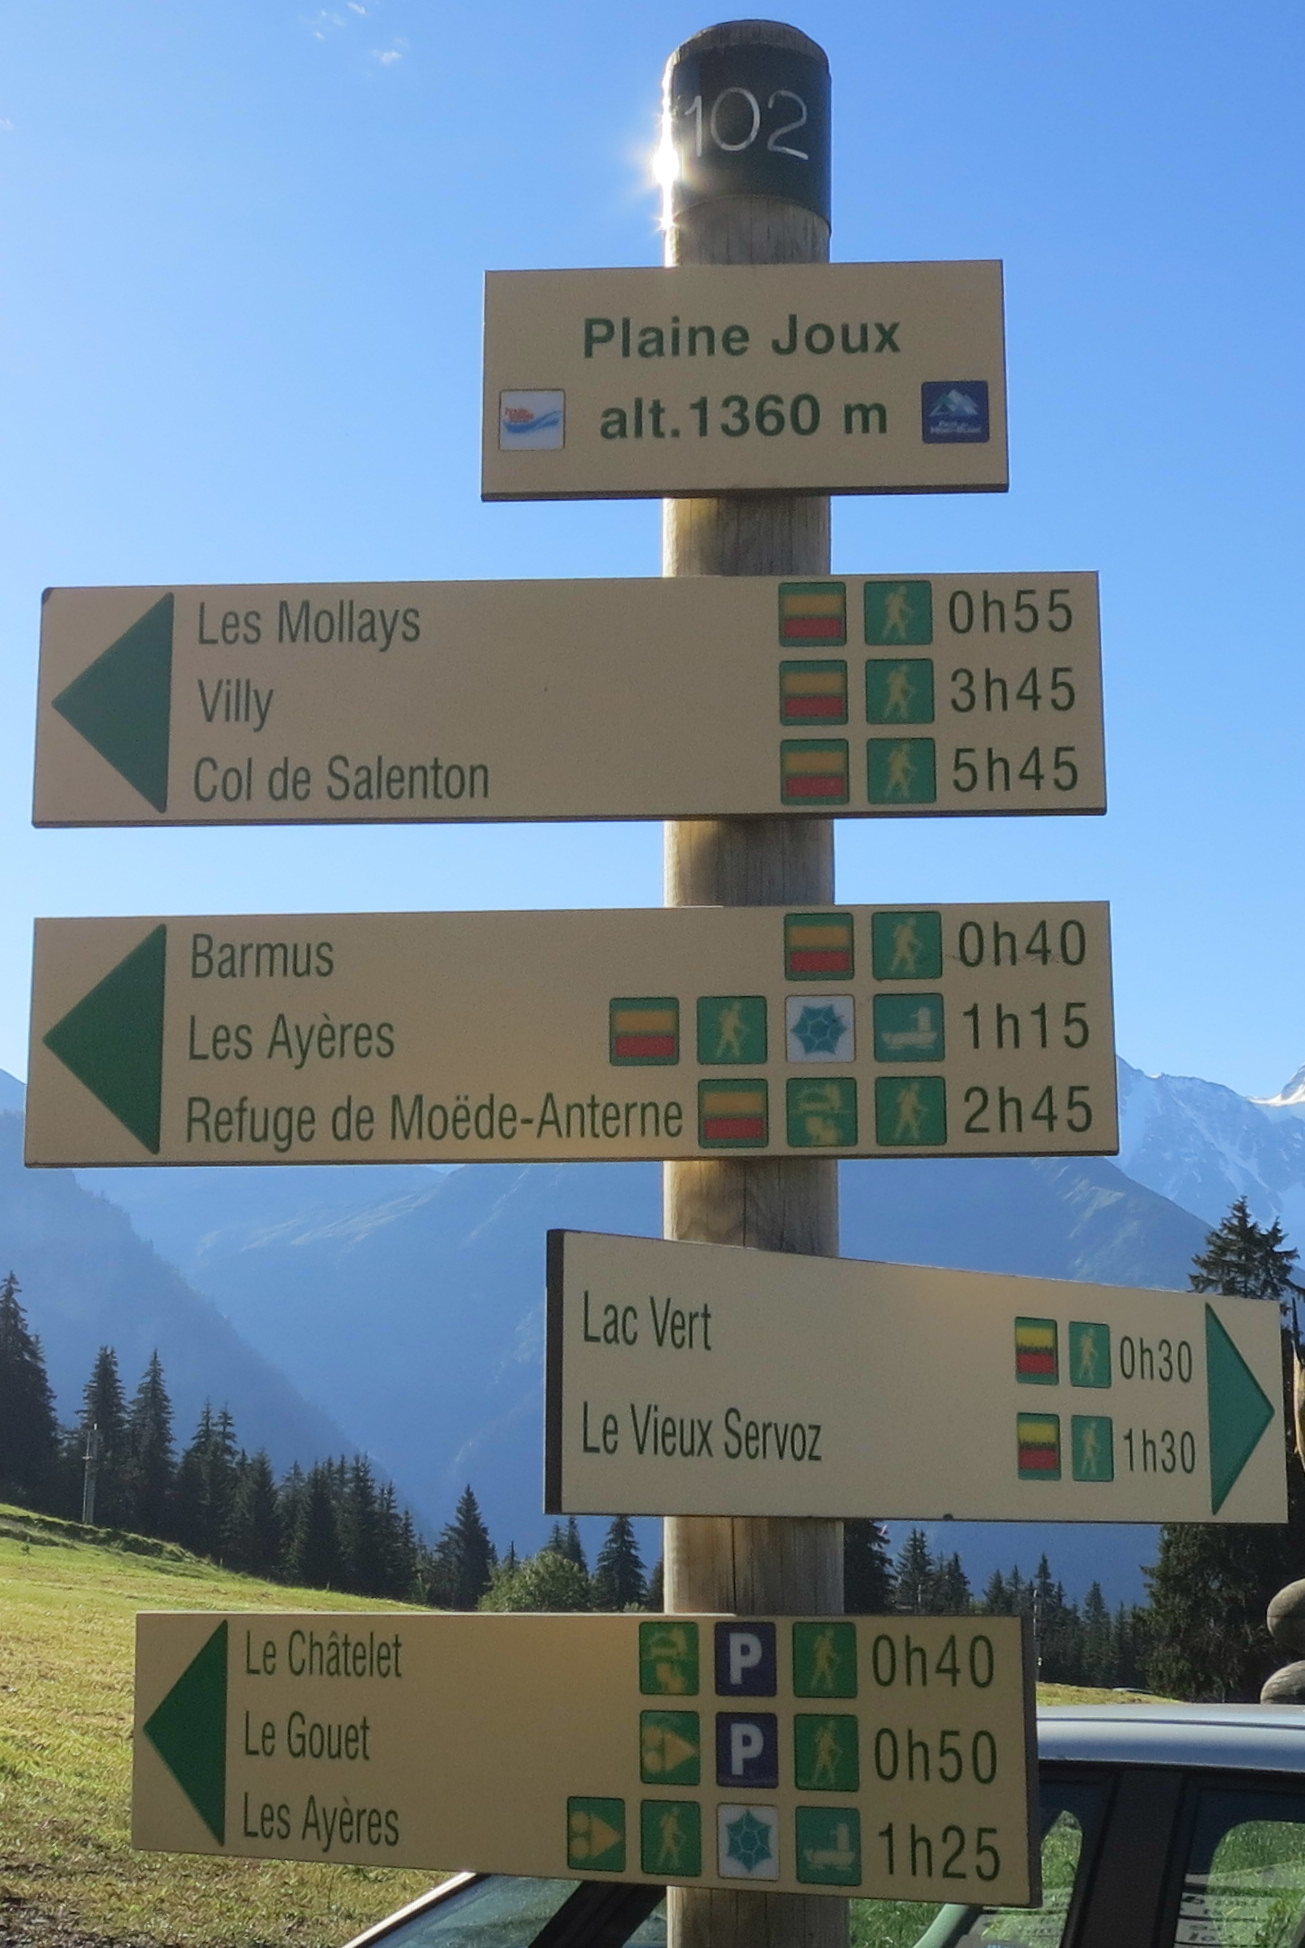 102
Plaine Joux
alt.1360 m
Les Mollays 0h55
Villy 3h45
Col de Salenton 5h45
Barmus 0h40
Les Ayères 1h15
Refuge de Moëde-Anterne 2h45
Lac Vert 0h30
Le Vieux Servoz 1h30
Le Châtelet P 0h40
Le Gouet P 0h50
Les Ayères 1h25